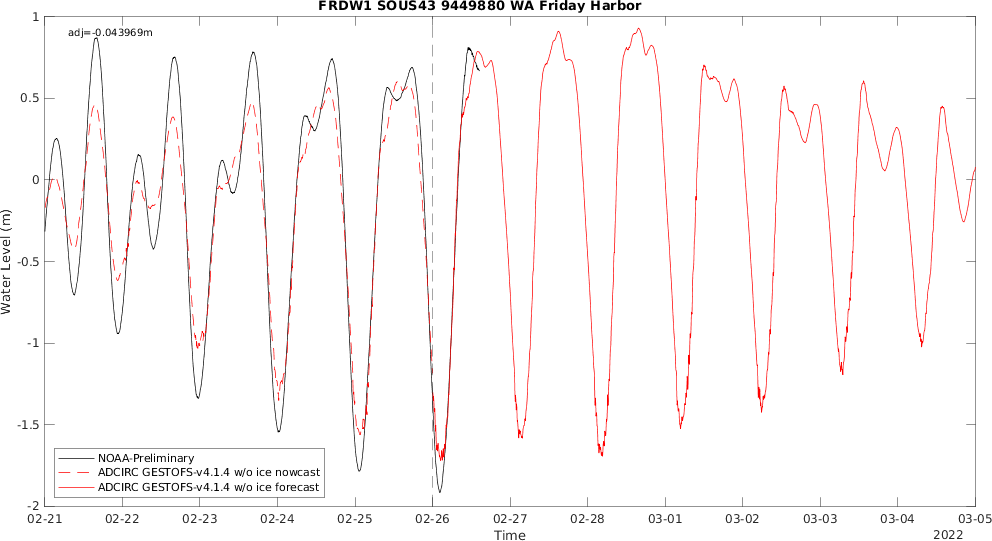 FRDW1 SOUS43 9449880 WA Friday Harbor
adj=-0.043969m
1
0.5
0
-0.5
-1
-1.5
-2
Water Level (m)
NOAA-Preliminary
ADCIRC GESTOFS-v4.1.4 w/o ice nowcast
ADCIRC GESTOFS-v4.1.4 w/o ice forecast
02-21 02-22 02-23 02-24 02-25 02-26 02-27 02-28 03-01 03-02 03-03 03-04 03-05
Time
2022